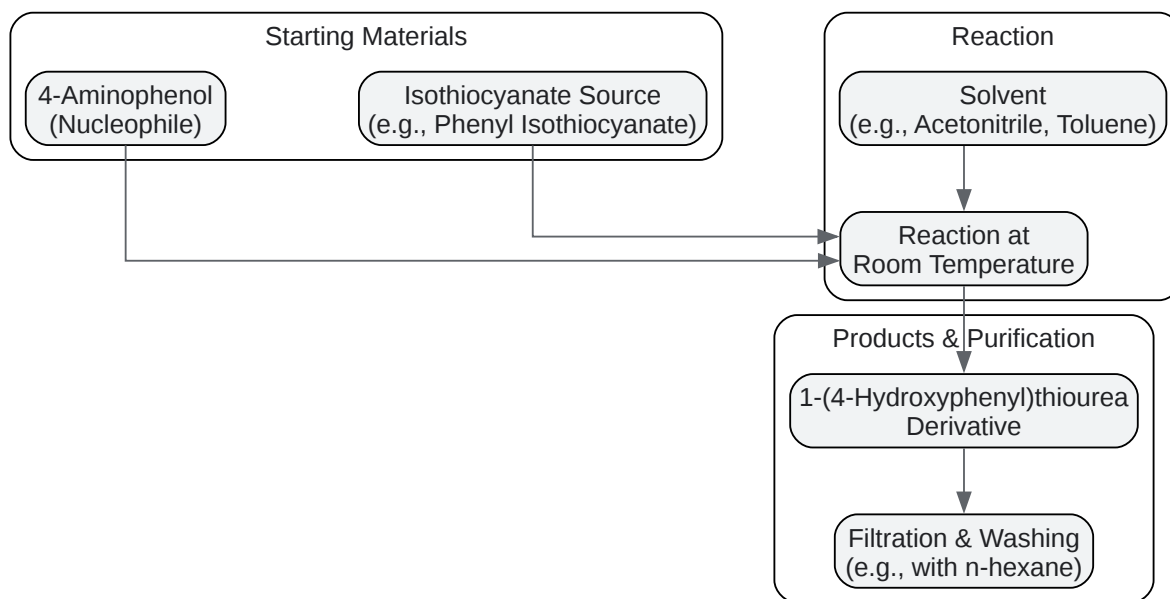 Starting Materials
4-Aminophenol
(Nucleophile)
Isothiocyanate Source
(e.g., Phenyl Isothiocyanate)
Reaction
Solvent
(e.g., Acetonitrile, Toluene)
Reaction at
Room Temperature
Products & Purification
1-(4-Hydroxyphenyl)thiourea
Derivative
Filtration & Washing
(e.g., with n-hexane)